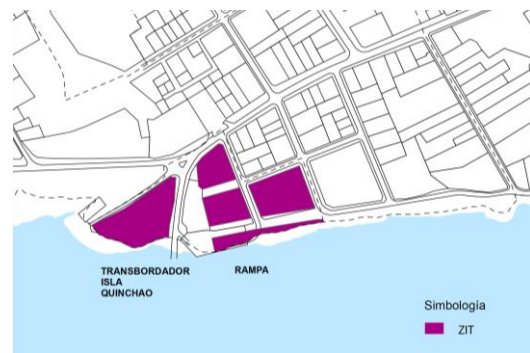 TRANSBORDADOR
ISLA
QUINCHAO
RAMPA
Simbología
ZIT